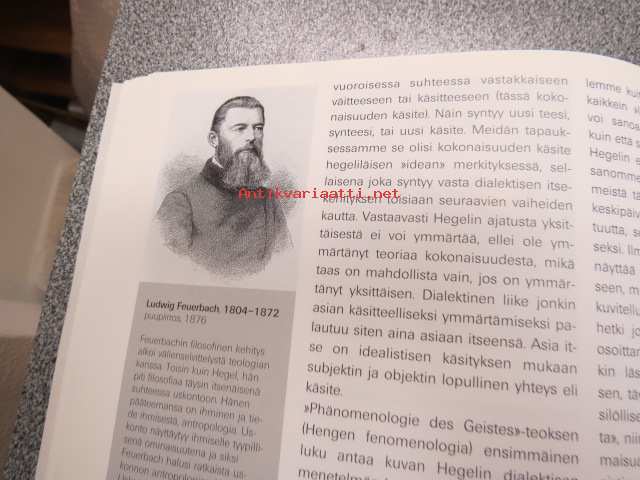 vuoroisessa suhteessa vastakkaiseen
väitteeseen tai käsitteeseen (tässä koko-
naisuuden käsite). Näin syntyy uusi teesi,
synteesi, tai uusi käsite. Meidän tapauk-
sessamme se olisi kokonaisuuden käsite
hegeliläisen »idean» merkityksessä, sel-
laisena joka syntyy vasta dialektisen itse-
kehityksen toisiaan seuraavien vaiheiden
kautta. Vastaavasti Hegelin ajatusta yksit-
täisestä ei voi ymmärtää, ellei ole ym-
märtänyt teoriaa kokonaisuudesta, mikä
taas on mahdollista vain, jos on ymmär-
tänyt yksittäisen. Dialektinen liike jonkin
asian käsitteelliseksi ymmärtämiseksi pa-
lautuu siten aina asiaan itseensä. Asia it-
se on idealistisen käsityksen mukaan
subjektin ja objektin lopullinen yhteys eli
käsite.
»Phänomenologie des Geistes»-teoksen
(Hengen fenomenologia) ensimmäinen
luku antaa kuvan Hegelin dialektisen
Antikvariaatti.net
Ludwig Feuerbach, 1804–1872
puupiirros, 1876
Feuerbachin filosofinen kehitys
alkoi välienselvittelystä teologian
kanssa. Toisin kuin Hegel, hän
piti filosofiaa täysin itsenäisenä
suhteessa uskontoon. Hänen
pääteemansa on ihminen ja tie-
de ihmisestä, antropologia. Us-
konto näyttäytyy ihmiselle tyypilli-
senä ominaisuutena ja siksi
Feuerbach halusi ratkaista us-
lemme kuin
kaikkein
voi sanoa
kuin että s
Hegelin
sanomme
meistä ta
keskipäiv
tuutta, se
seksi. Ilm
näyttää
seen, m
kuvitellu
hetki jo
osoittan
kin läs
sen, tä
silöllis
ta», niin